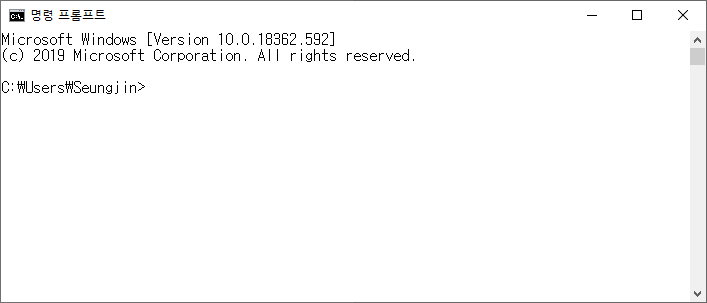 명령 프롬프트
Microsoft Windows [Version 10.0.18362.592]
(c) 2019 Microsoft Corporation. All rights reserved.
C:₩Users₩Seungjin>